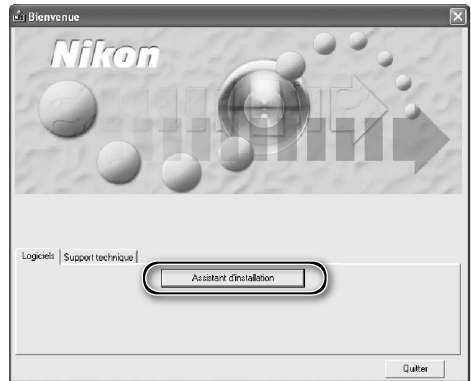 Bienvenue
Nikon
Logiciels
Support technique
Assistant d'installation
Quitter